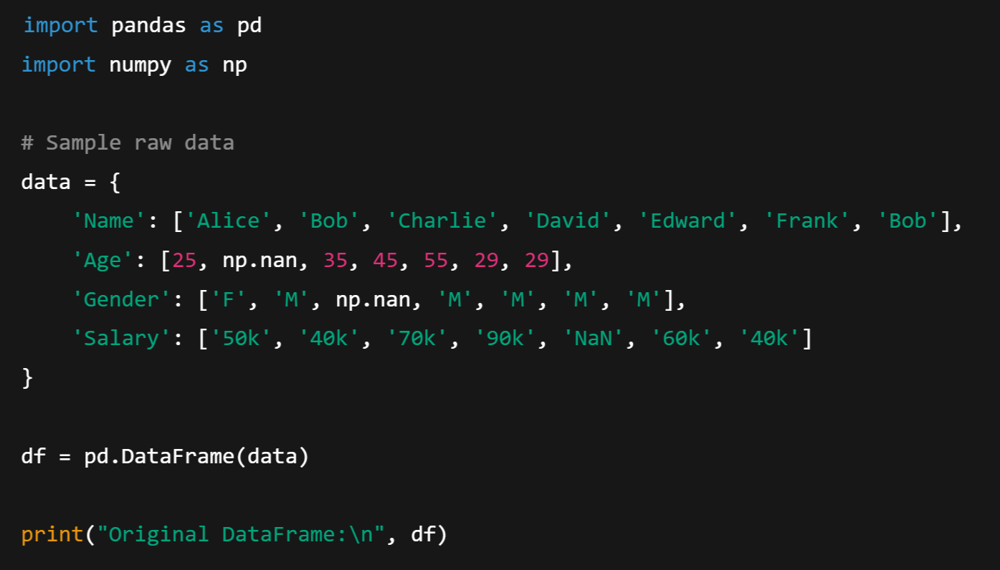 import pandas as pd
import numpy as np
# Sample raw data
data = {
    'Name': ['Alice', 'Bob', 'Charlie', 'David', 'Edward', 'Frank', 'Bob'],
    'Age': [25, np.nan, 35, 45, 55, 29, 29],
    'Gender': ['F', 'M', np.nan, 'M', 'M', 'M', 'M'],
    'Salary': ['50k', '40k', '70k', '90k', 'NaN', '60k', '40k']
}
df = pd.DataFrame(data)
print("Original DataFrame:\n", df)